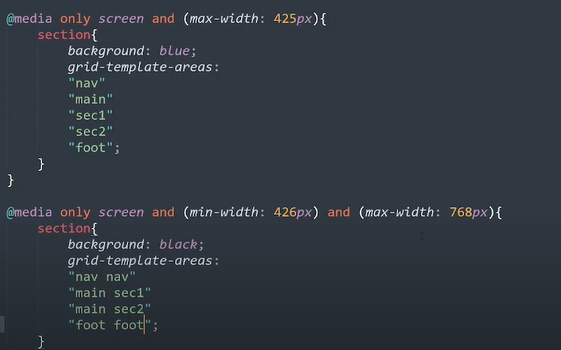 @media only screen and (max-width: 425px){
section{
background: blue;
grid-template-areas:
"nav"
"main"
"sec1"
"sec2"
"foot";
}
}
@media only screen and (min-width: 426px) and (max-width: 768px){
section{
background: black;
grid-template-areas:
"nav nav"
"main sec1"
"main sec2"
"foot foot";
}